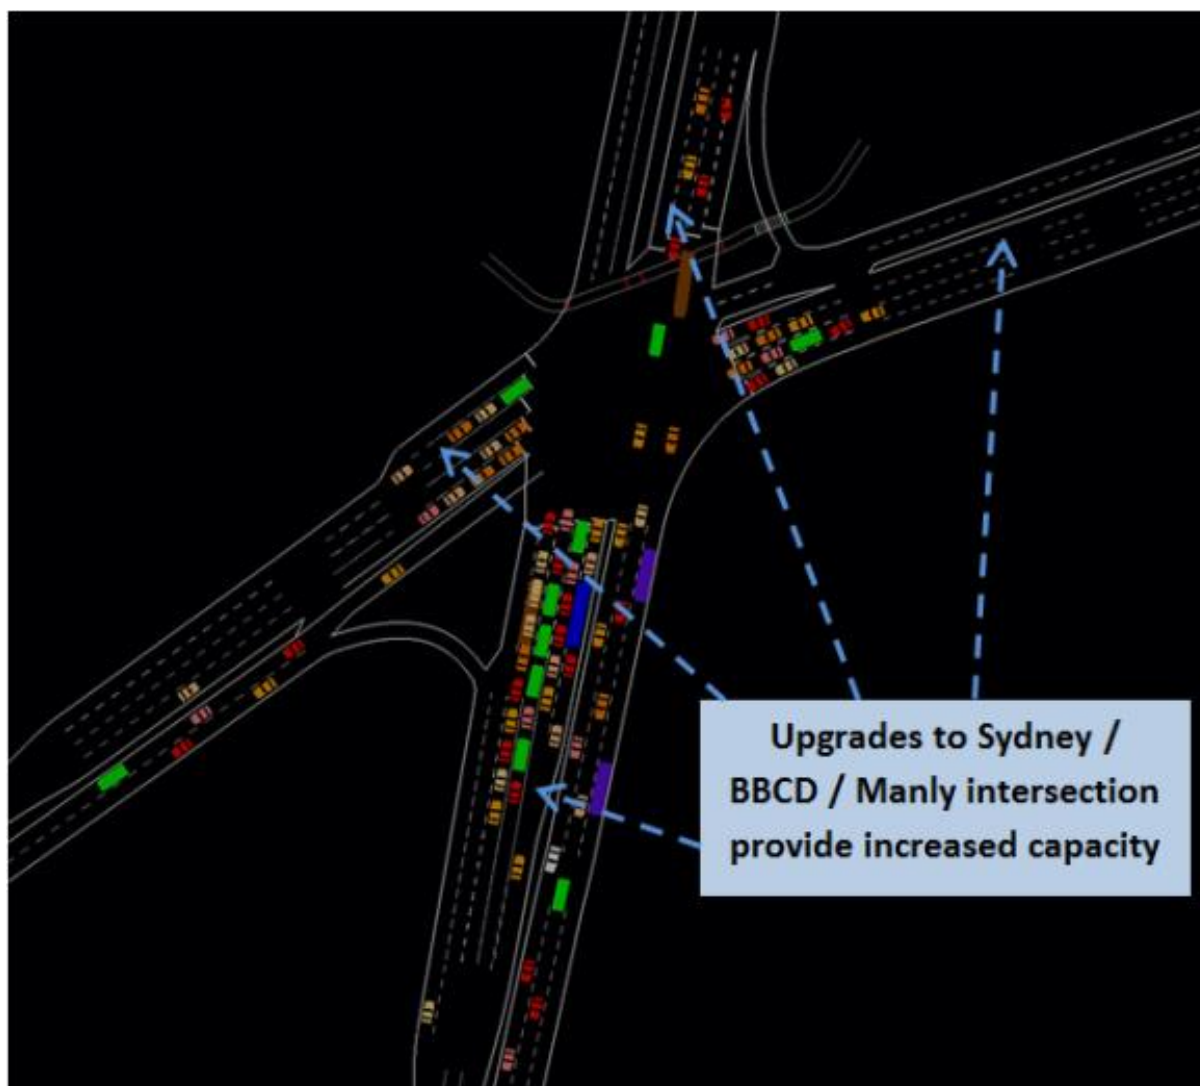 Upgrades to Sydney /
BBCD / Manly intersection
provide increased capacity